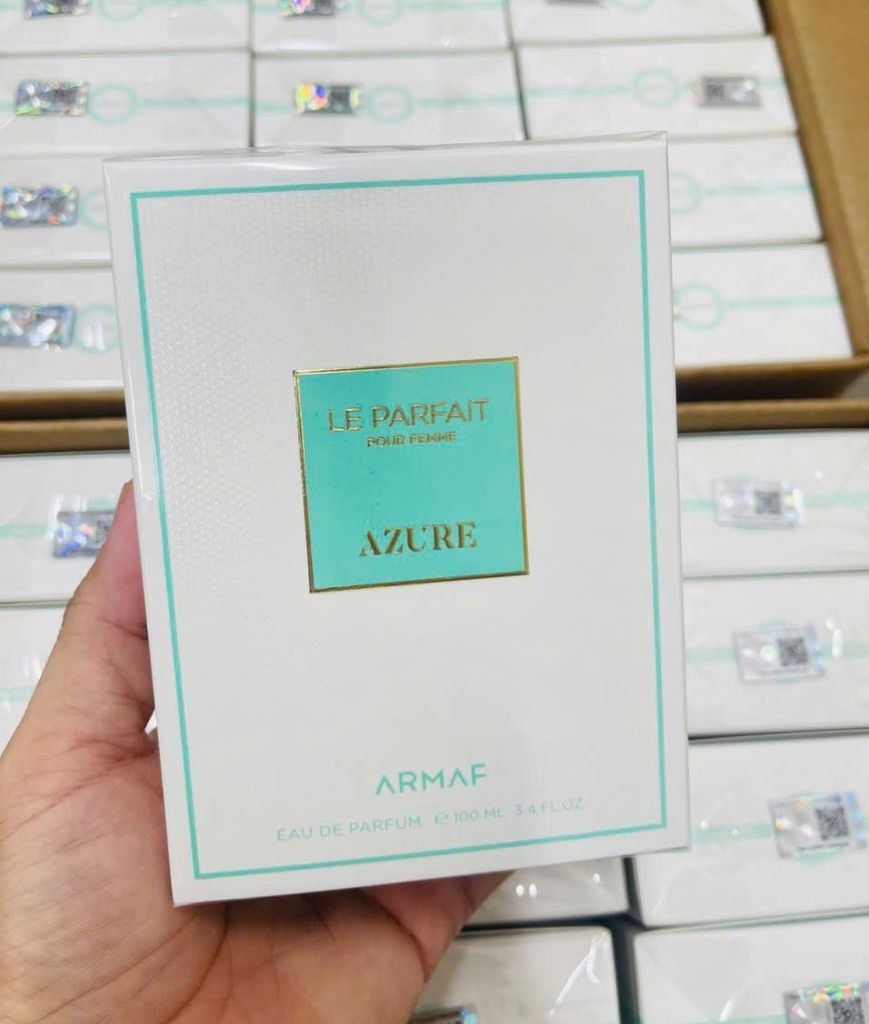 LE PARFAIT
POUR FEMME
AZURE
ARMAF
EAU DE PARFUM ℮ 100 ML 3.4 FL.OZ.